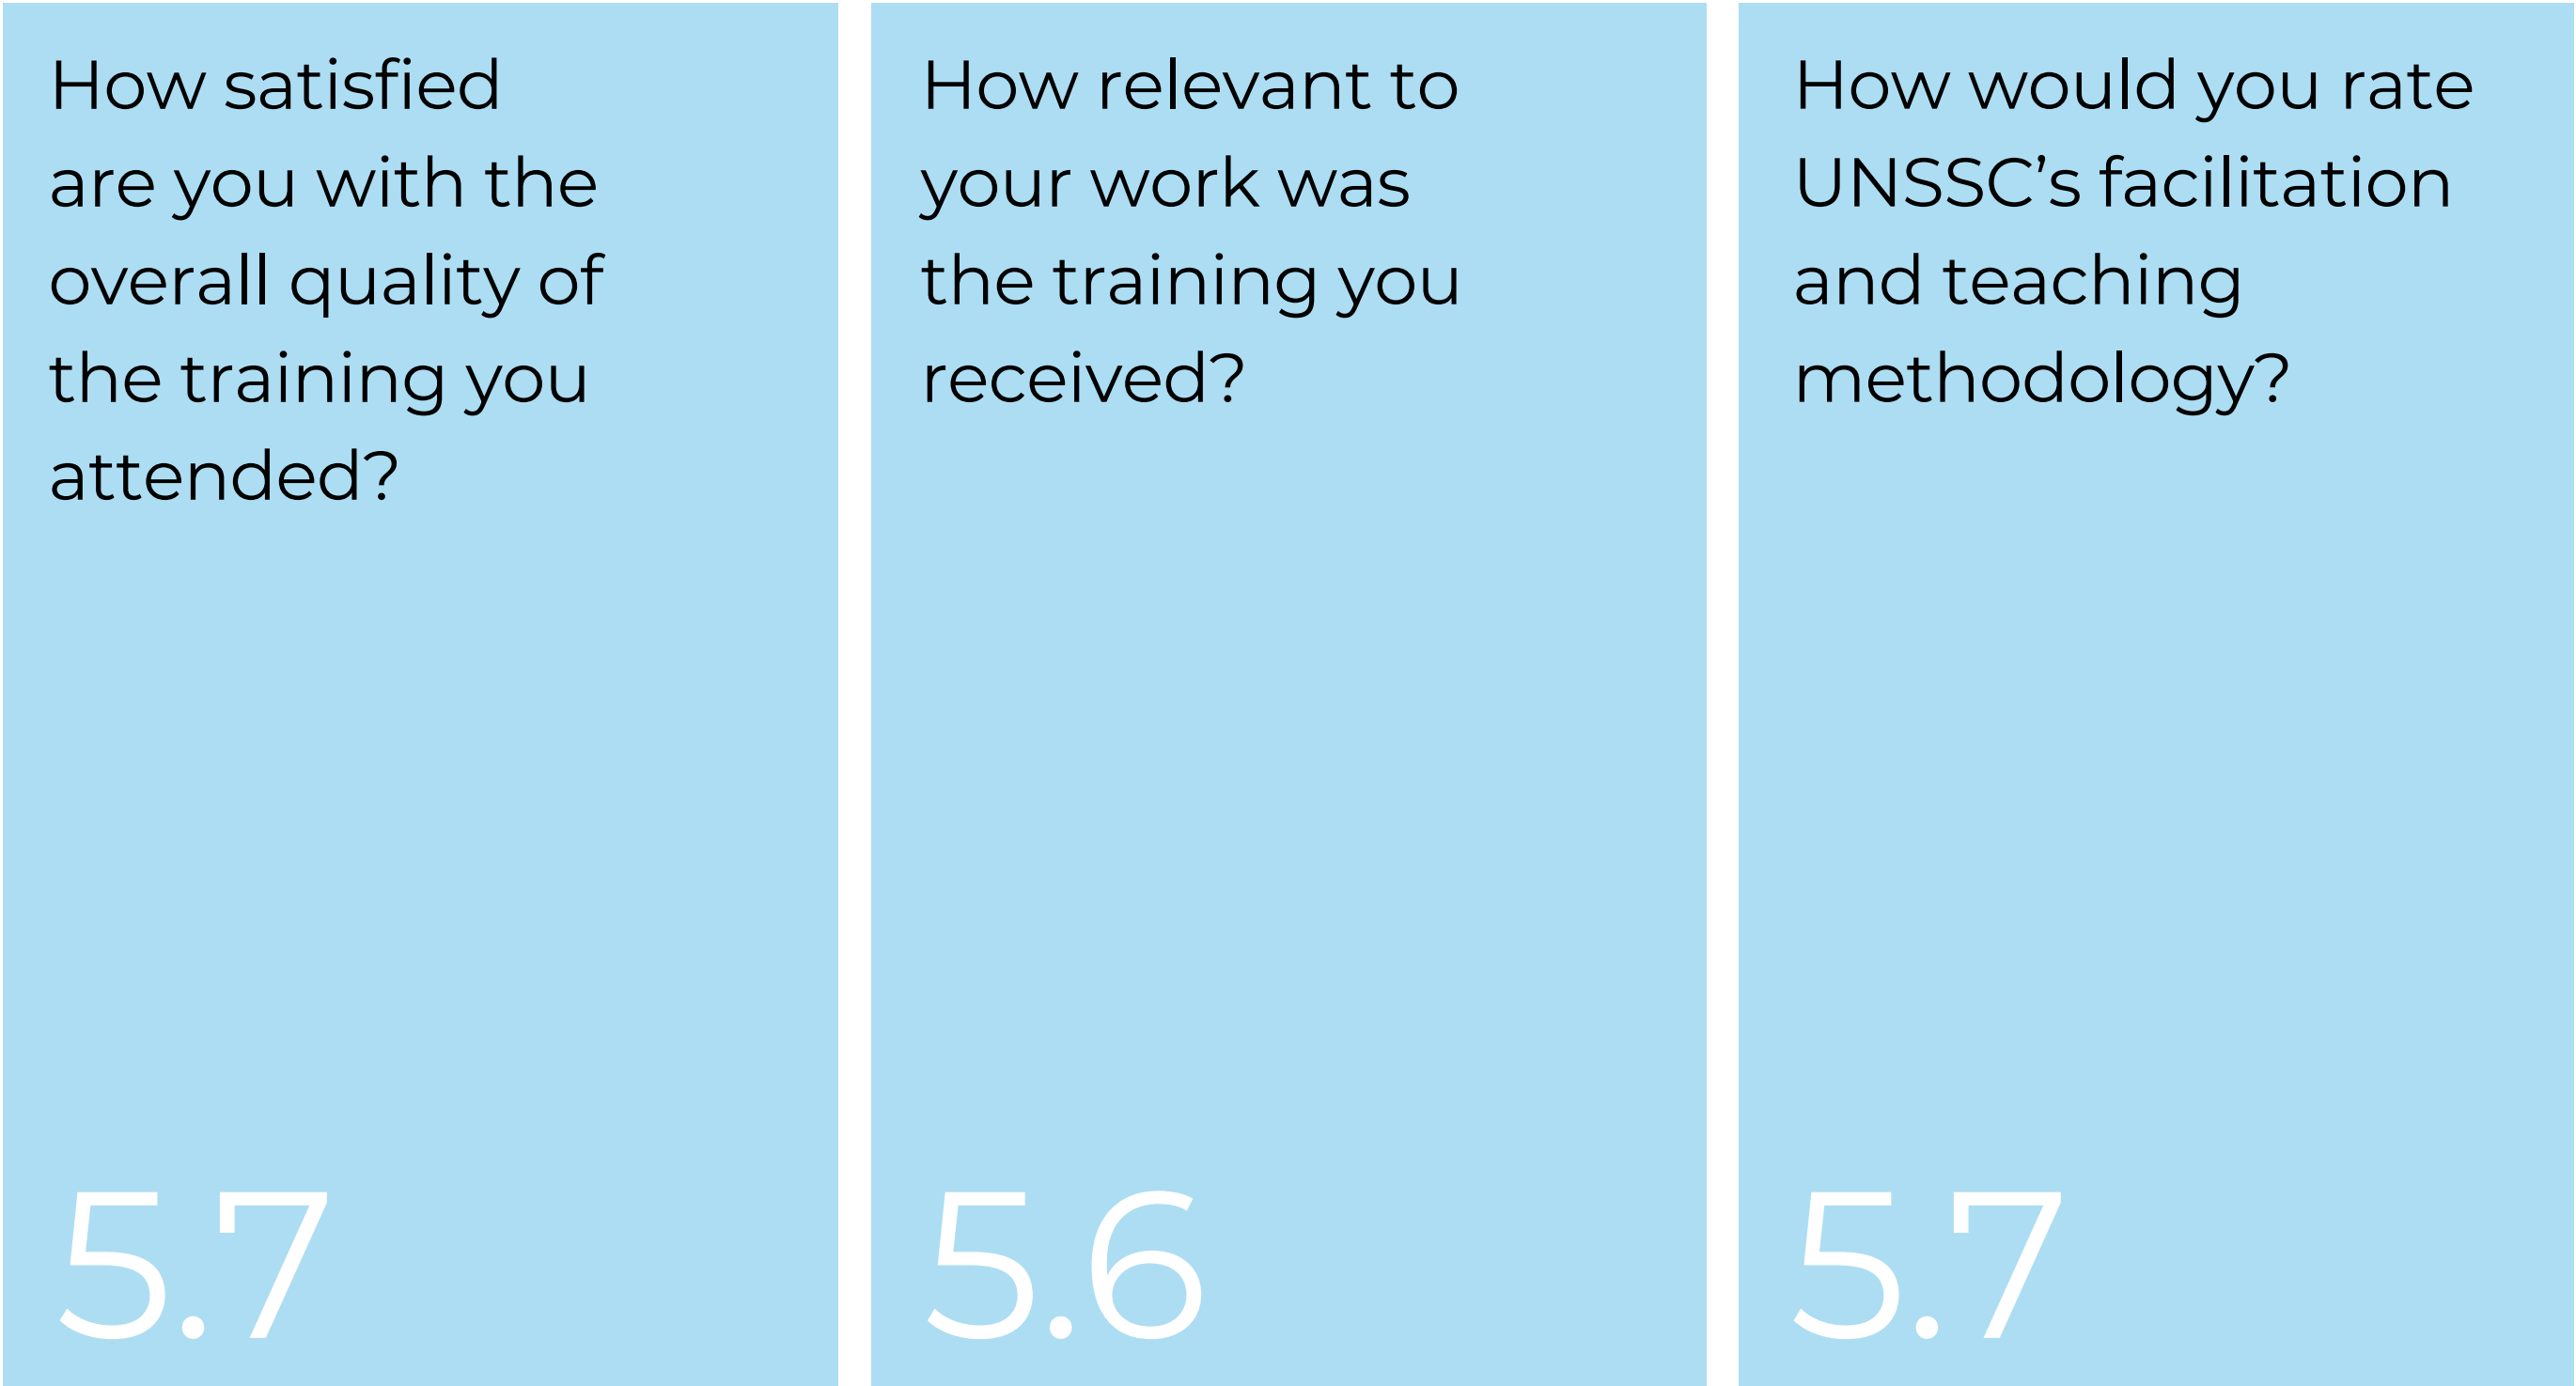 How satisfied
are you with the
overall quality of
the training you
attended?
5.7
How relevant to
your work was
the training you
received?
5.6
How would you rate
UNSSC’s facilitation
and teaching
methodology?
5.7